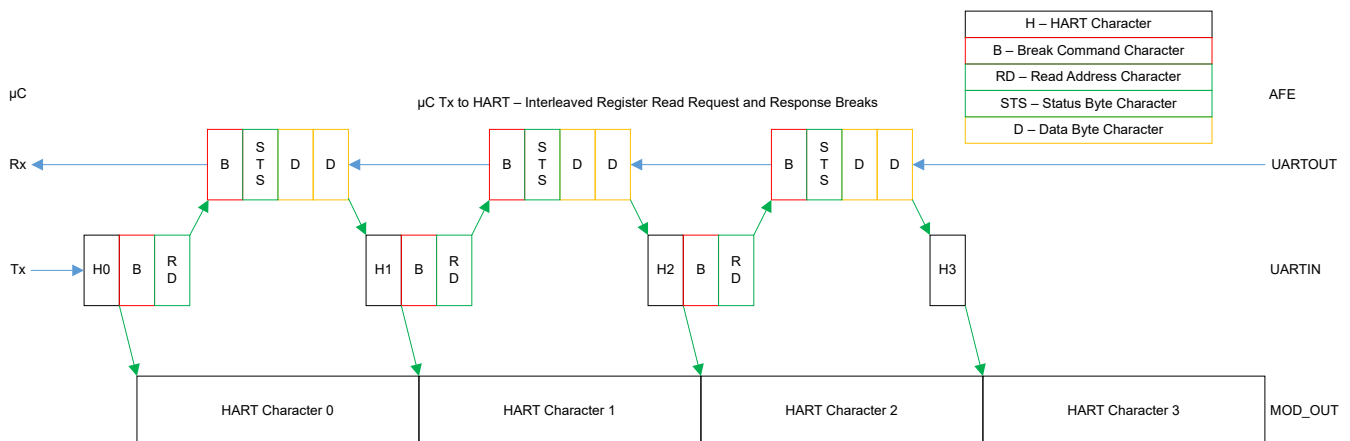 H – HART Character
B – Break Command Character
RD – Read Address Character
STS – Status Byte Character
D – Data Byte Character
µC
AFE
µC Tx to HART – Interleaved Register Read Request and Response Breaks
Rx
B
S
T
S
D
D
B
S
T
S
D
D
B
S
T
S
D
D
UARTOUT
Tx
H0
B
R
D
H1
B
R
D
H2
B
R
D
H3
UARTIN
HART Character 0
HART Character 1
HART Character 2
HART Character 3
MOD_OUT